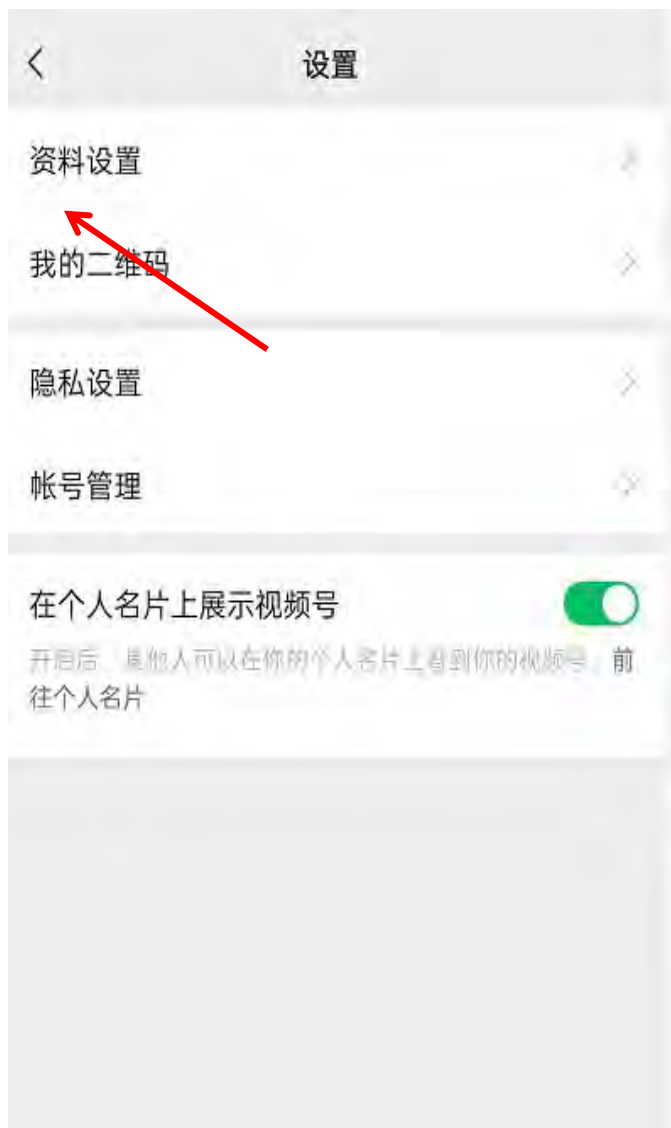 设置
资料设置
我的二维码
隐私设置
帐号管理
在个人名片上展示视频号
开启后，其他人可以在你的个人名片上看到你的视频号。前
往个人名片